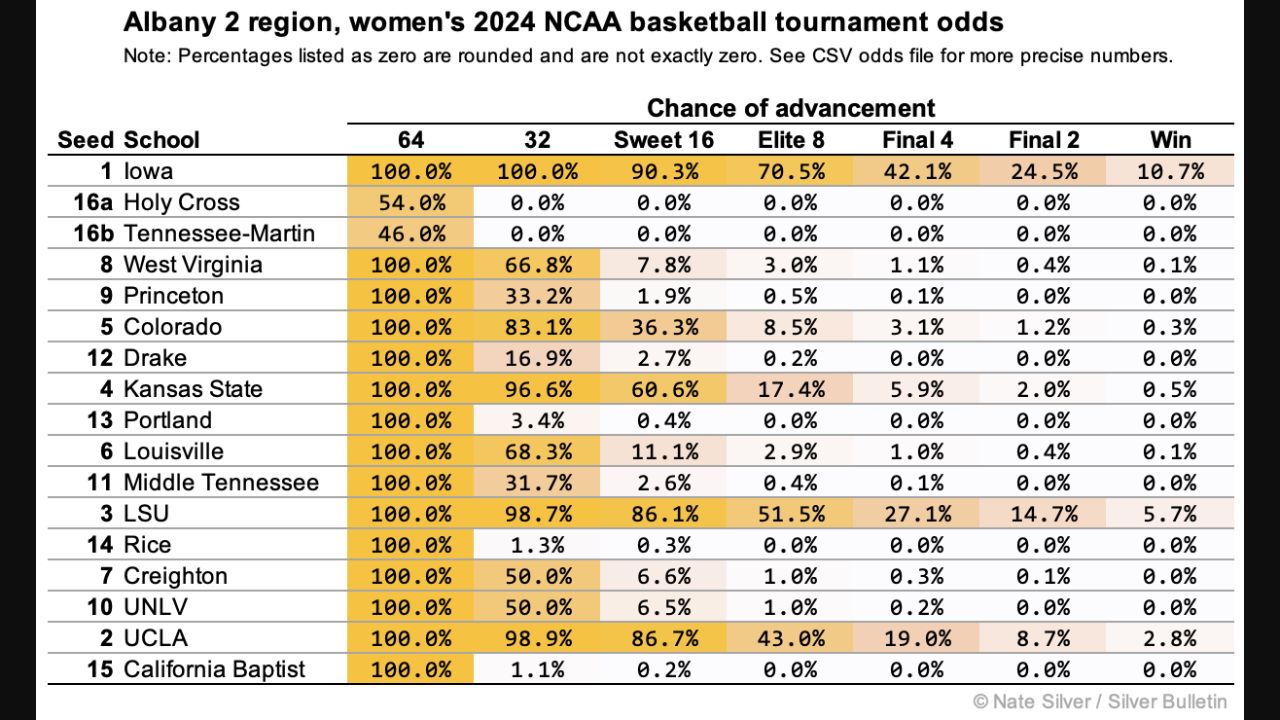 Albany 2 region, women's 2024 NCAA basketball tournament odds
Note: Percentages listed as zero are rounded and are not exactly zero. See CSV odds file for more precise numbers.
Chance of advancement
Seed School 64 32 Sweet 16 Elite 8 Final 4 Final 2 Win
1 Iowa 100.0% 100.0% 90.3% 70.5% 42.1% 24.5% 10.7%
16a Holy Cross 54.0% 0.0% 0.0% 0.0% 0.0% 0.0% 0.0%
16b Tennessee-Martin 46.0% 0.0% 0.0% 0.0% 0.0% 0.0% 0.0%
8 West Virginia 100.0% 66.8% 7.8% 3.0% 1.1% 0.4% 0.1%
9 Princeton 100.0% 33.2% 1.9% 0.5% 0.1% 0.0% 0.0%
5 Colorado 100.0% 83.1% 36.3% 8.5% 3.1% 1.2% 0.3%
12 Drake 100.0% 16.9% 2.7% 0.2% 0.0% 0.0% 0.0%
4 Kansas State 100.0% 96.6% 60.6% 17.4% 5.9% 2.0% 0.5%
13 Portland 100.0% 3.4% 0.4% 0.0% 0.0% 0.0% 0.0%
6 Louisville 100.0% 68.3% 11.1% 2.9% 1.0% 0.4% 0.1%
11 Middle Tennessee 100.0% 31.7% 2.6% 0.4% 0.1% 0.0% 0.0%
3 LSU 100.0% 98.7% 86.1% 51.5% 27.1% 14.7% 5.7%
14 Rice 100.0% 1.3% 0.3% 0.0% 0.0% 0.0% 0.0%
7 Creighton 100.0% 50.0% 6.6% 1.0% 0.3% 0.1% 0.0%
10 UNLV 100.0% 50.0% 6.5% 1.0% 0.2% 0.0% 0.0%
2 UCLA 100.0% 98.9% 86.7% 43.0% 19.0% 8.7% 2.8%
15 California Baptist 100.0% 1.1% 0.2% 0.0% 0.0% 0.0% 0.0%
© Nate Silver / Silver Bulletin